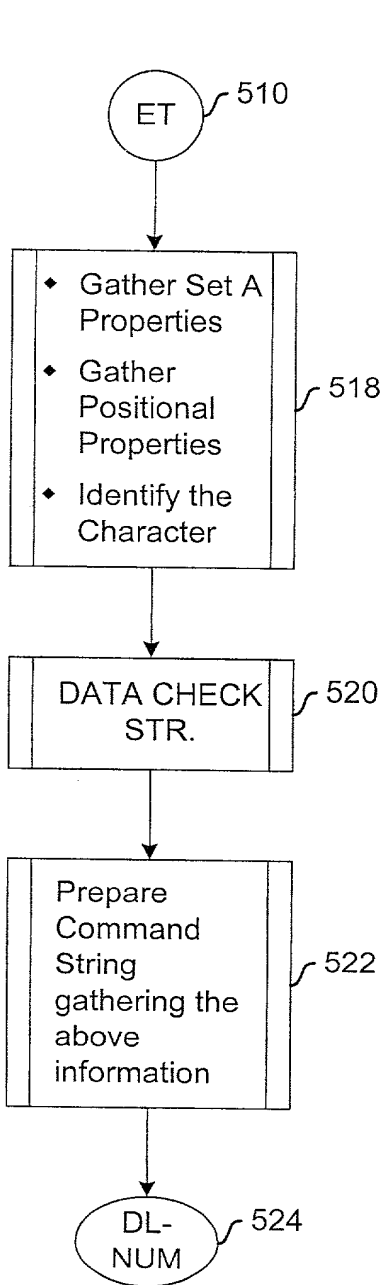 ET
510
◆ Gather Set A
Properties
◆ Gather
Positional
Properties
◆ Identify the
Character
518
DATA CHECK
STR.
520
Prepare
Command
String
gathering the
above
information
522
DL-
NUM
524